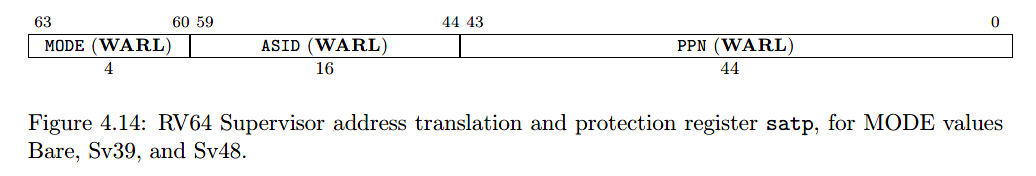 63 60 59 44 43 0
MODE (WARL) ASID (WARL) PPN (WARL)
4 16 44
Figure 4.14: RV64 Supervisor address translation and protection register satp, for MODE values
Bare, Sv39, and Sv48.